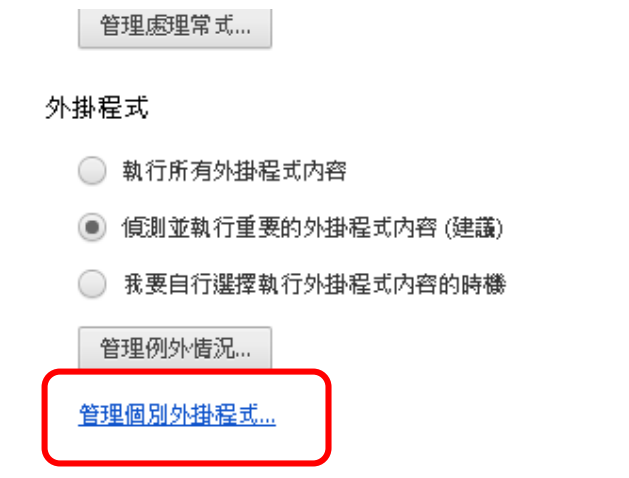 管理處理常式...
外掛程式
執行所有外掛程式內容
偵測並執行重要的外掛程式內容 (建議)
我要自行選擇執行外掛程式內容的時機
管理例外情況...
管理個別外掛程式...